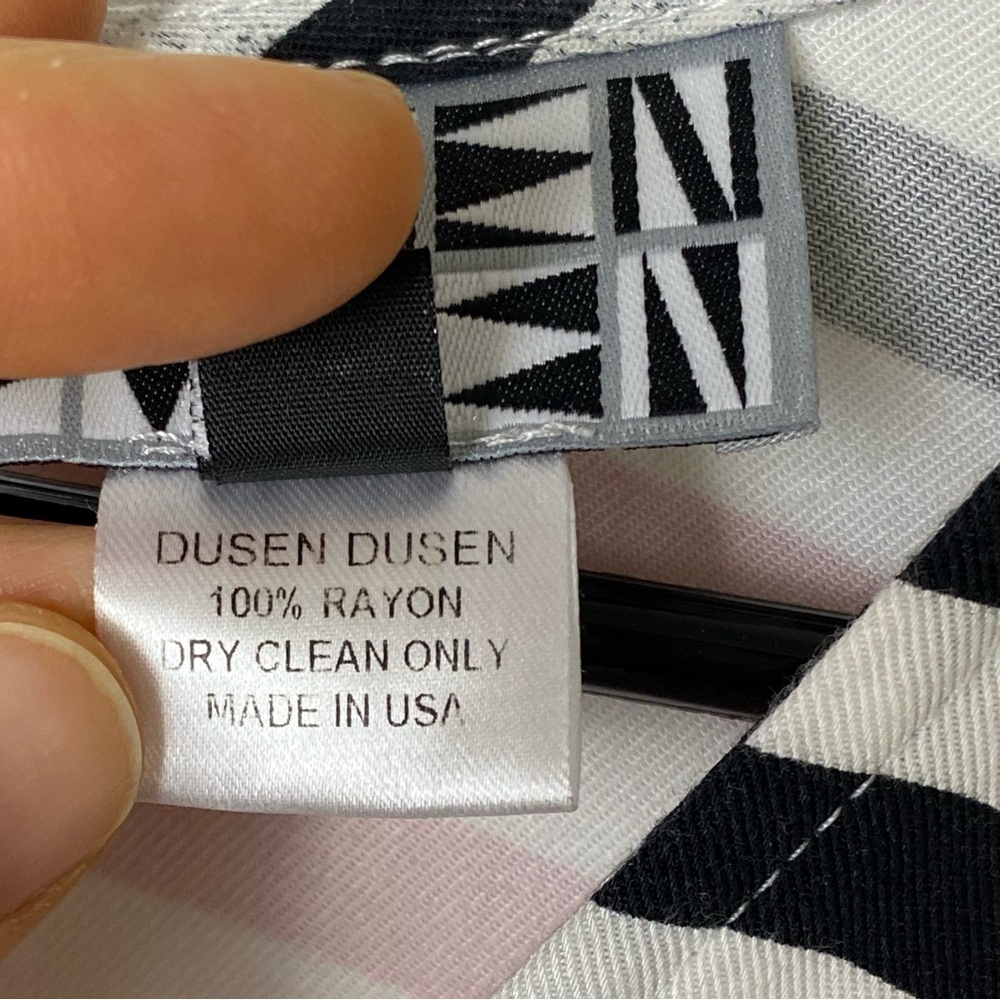 DUSEN DUSEN
100% RAYON
DRY CLEAN ONLY
MADE IN USA